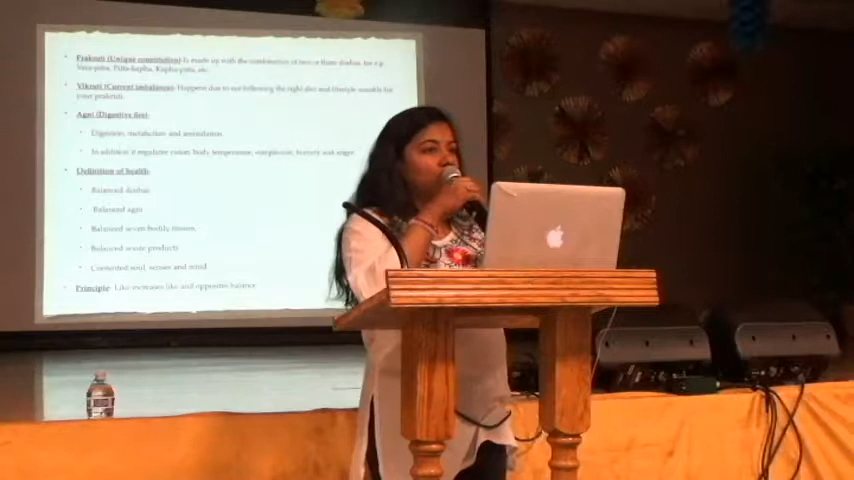 Prakruti (Unique constitution)-Is made up with the combination of two or three doshas. for e.g.
Vata-pitta, Pitta-kapha, Kapha-pitta, etc.
Vikruti (Current imbalance)-Happens due to not following the right diet and lifestyle suitable for
your prakruti.
Agni (Digestive fire):
Digestion, metabolism and assimilation.
In addition it regulates vision, body temperature, complexion, bravery and anger.
Definition of health:
Balanced doshas
Balanced agni
Balanced seven bodily tissues,
Balanced waste products
Contented soul, senses and mind
Principle- Like increases like and opposites balance